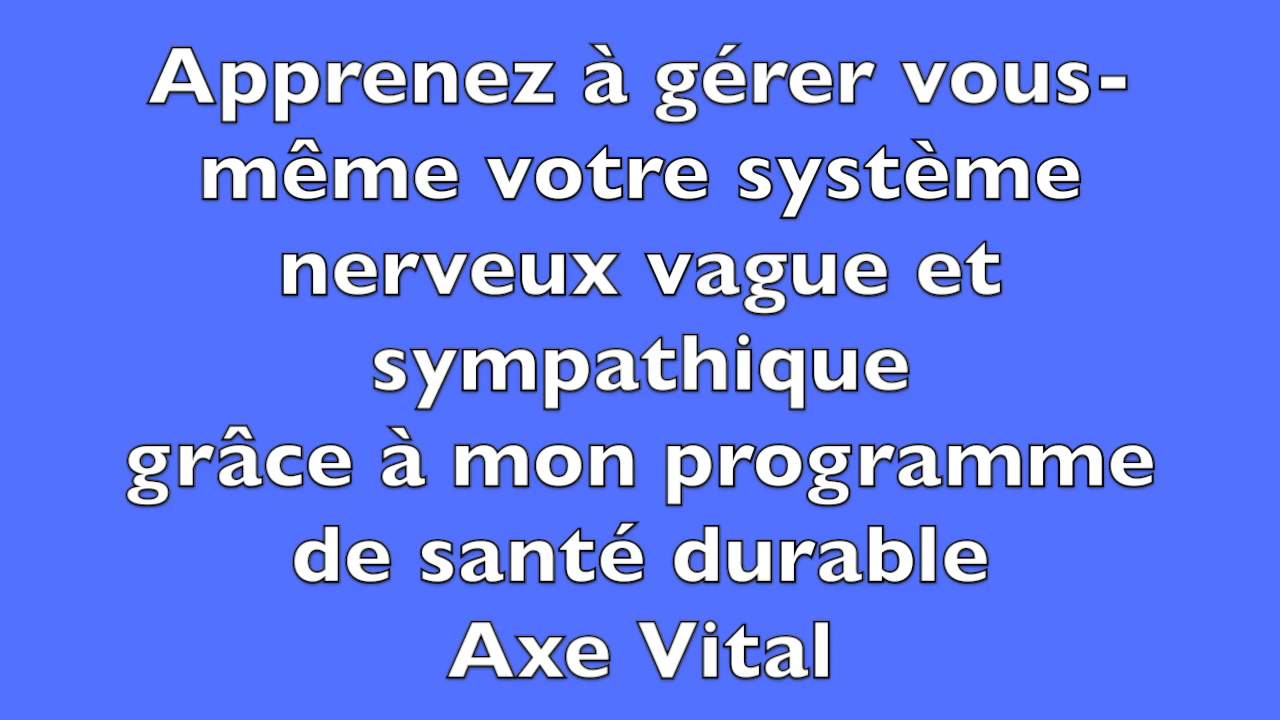 Apprenez à gérer vous-
même votre système
nerveux vague et
sympathique
grâce à mon programme
de santé durable
Axe Vital